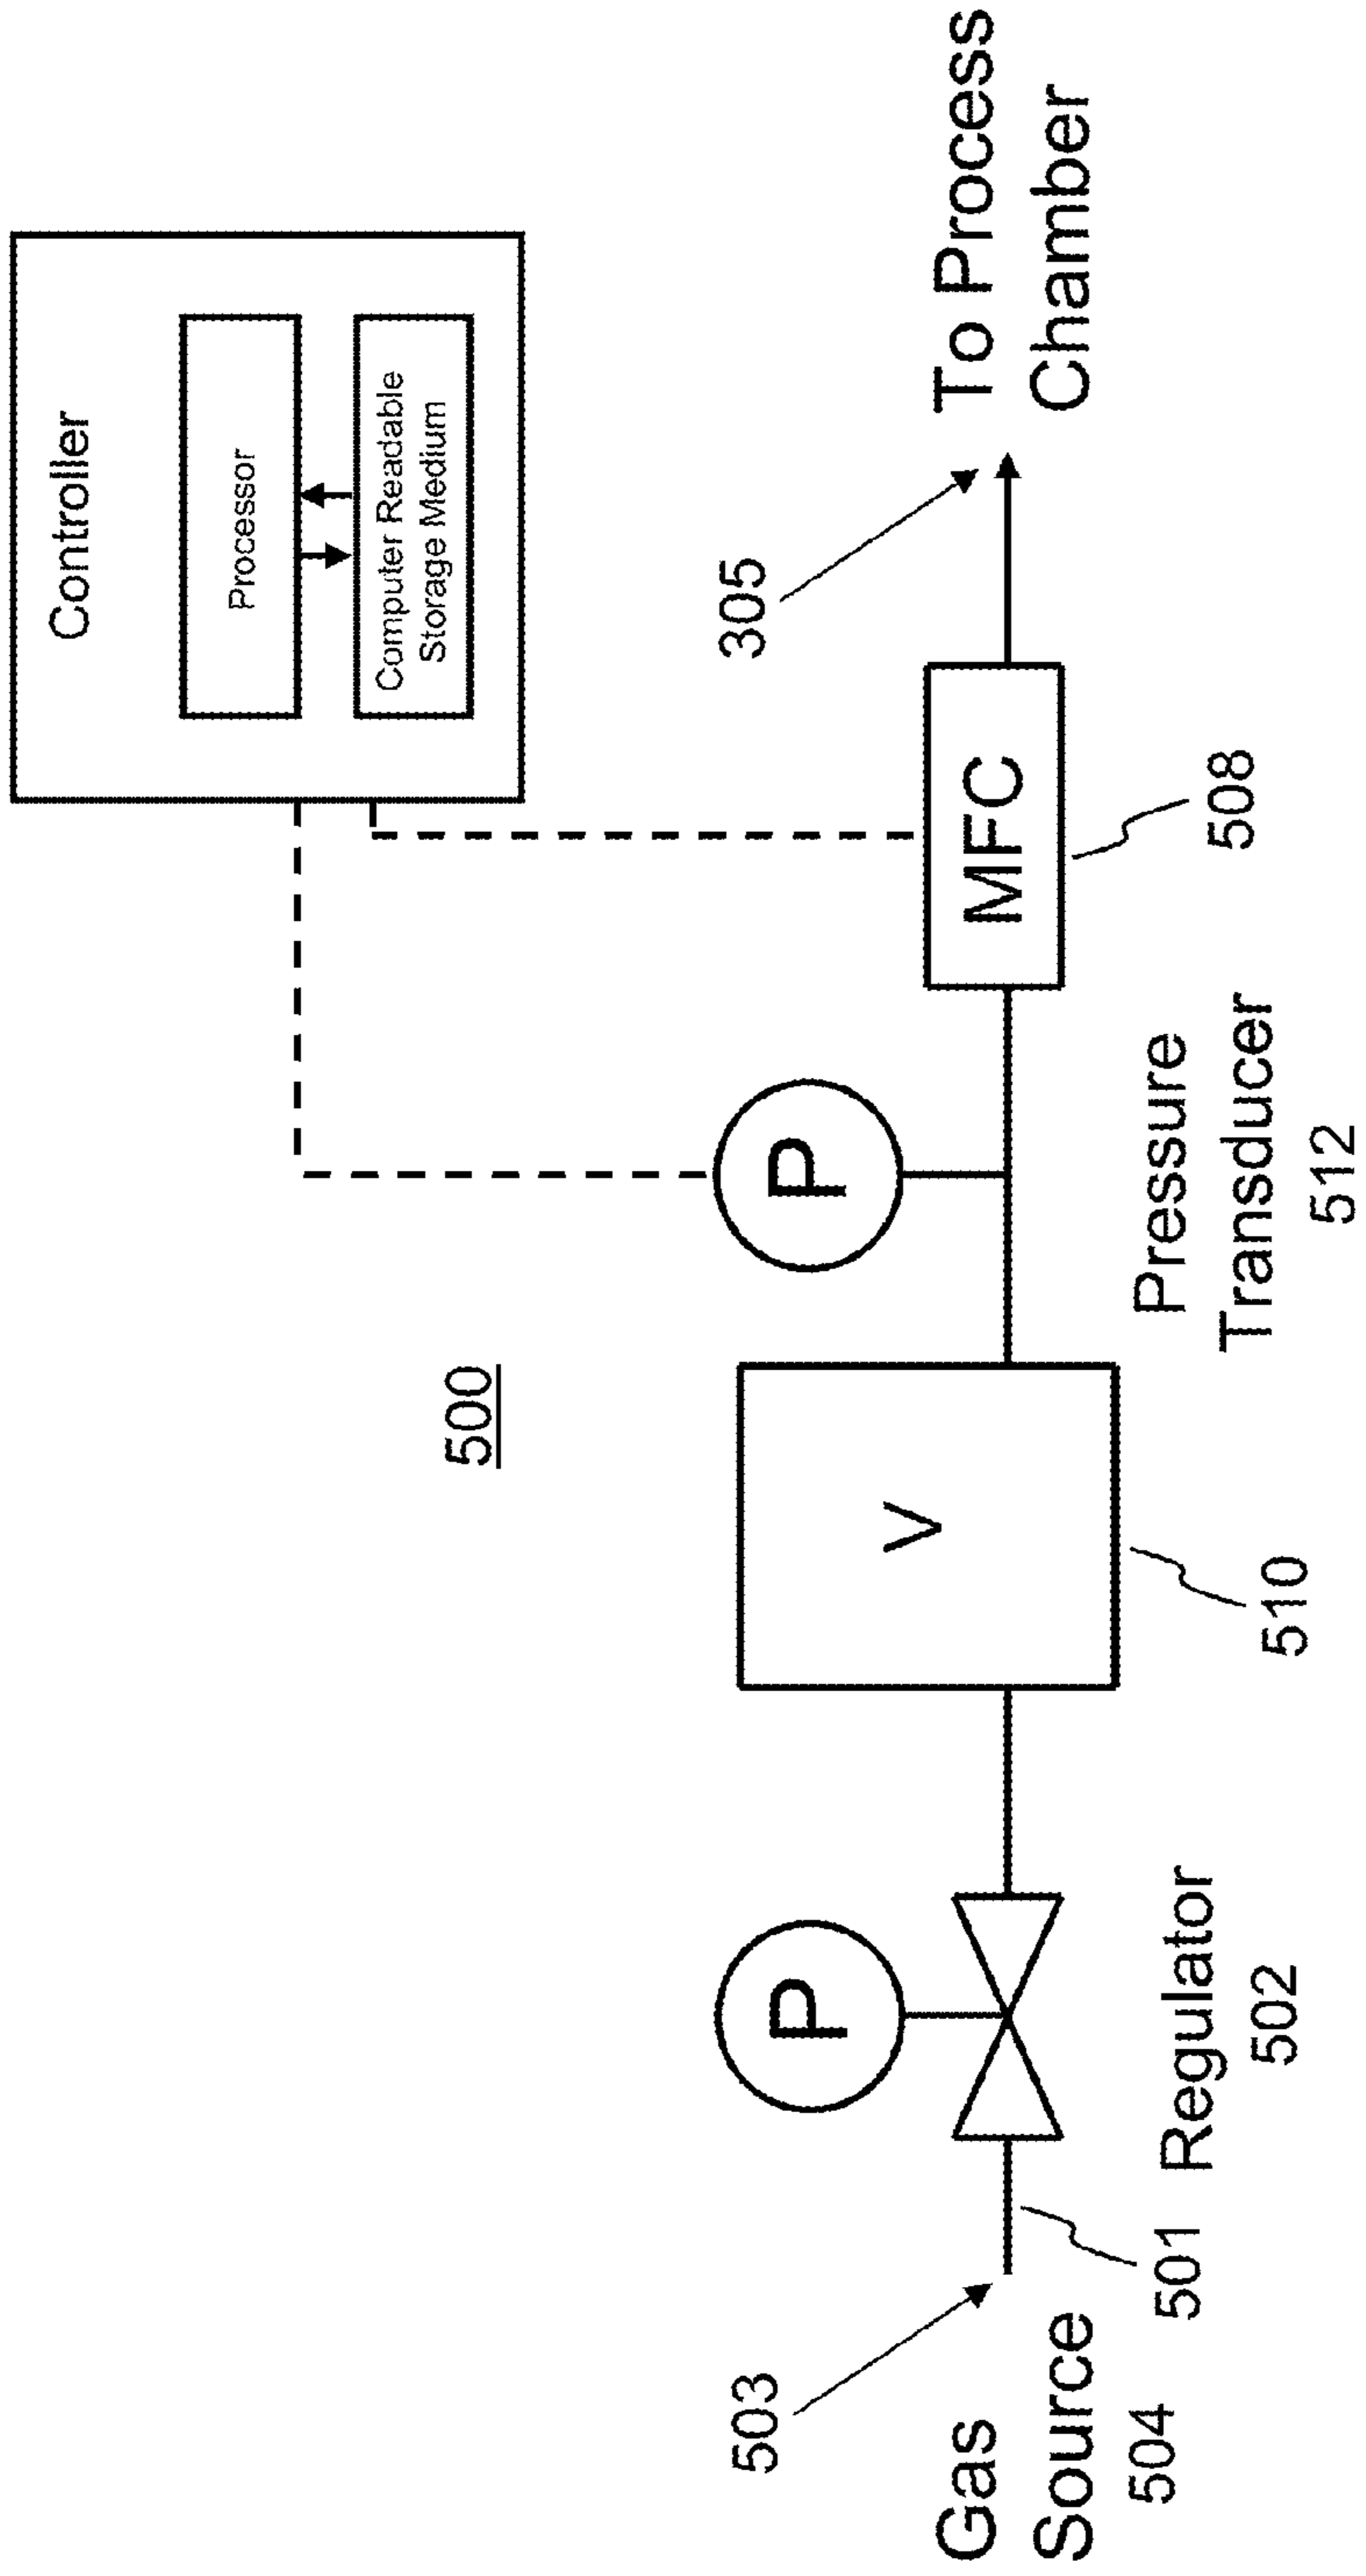 Controller
Processor
Computer Readable
Storage Medium
500
P
P
V
MFC
305
To Process
Chamber
503
Gas
Source
504
501
Regulator
502
510
Pressure
Transducer
512
508